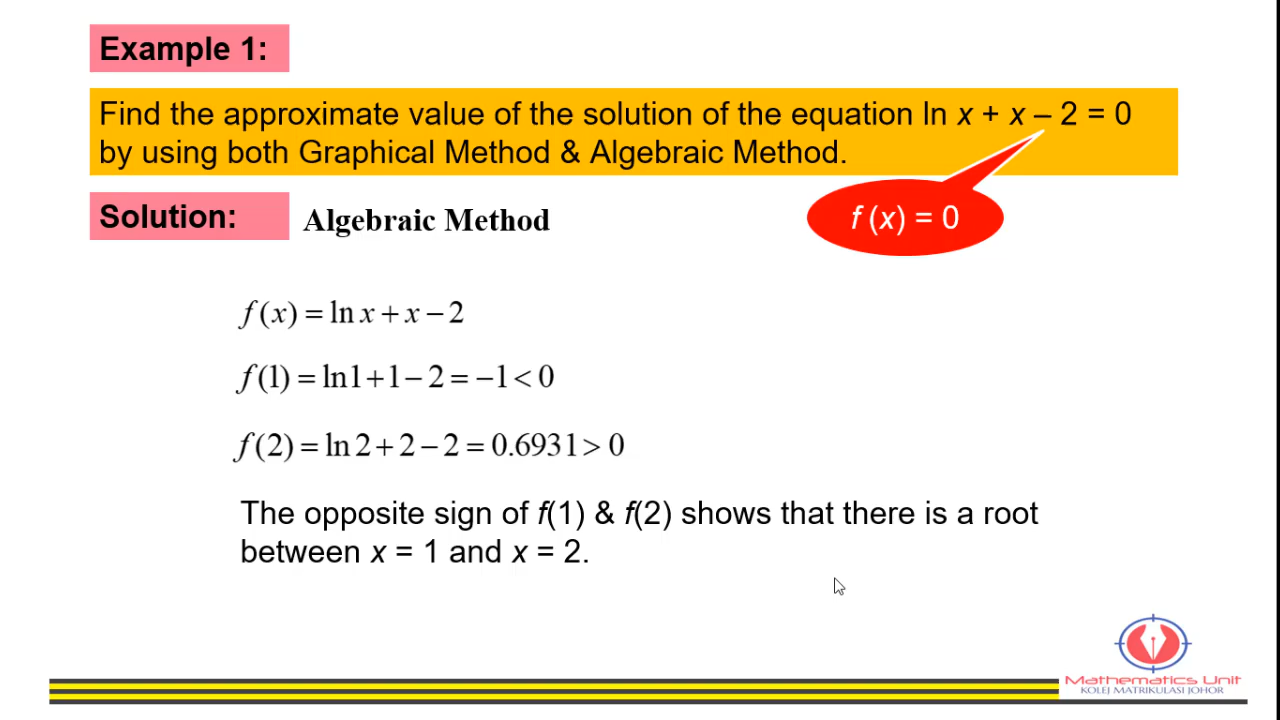 Example 1:
Find the approximate value of the solution of the equation ln x + x – 2 = 0
by using both Graphical Method & Algebraic Method.
Solution:
Algebraic Method
f (x) = 0
f(x) = ln x + x − 2
f(1) = ln1+1−2 = −1 < 0
f(2) = ln 2 + 2 − 2 = 0.6931 > 0
The opposite sign of f(1) & f(2) shows that there is a root
between x = 1 and x = 2.
Mathematics Unit
KOLEJ MATRIKULASI JOHOR